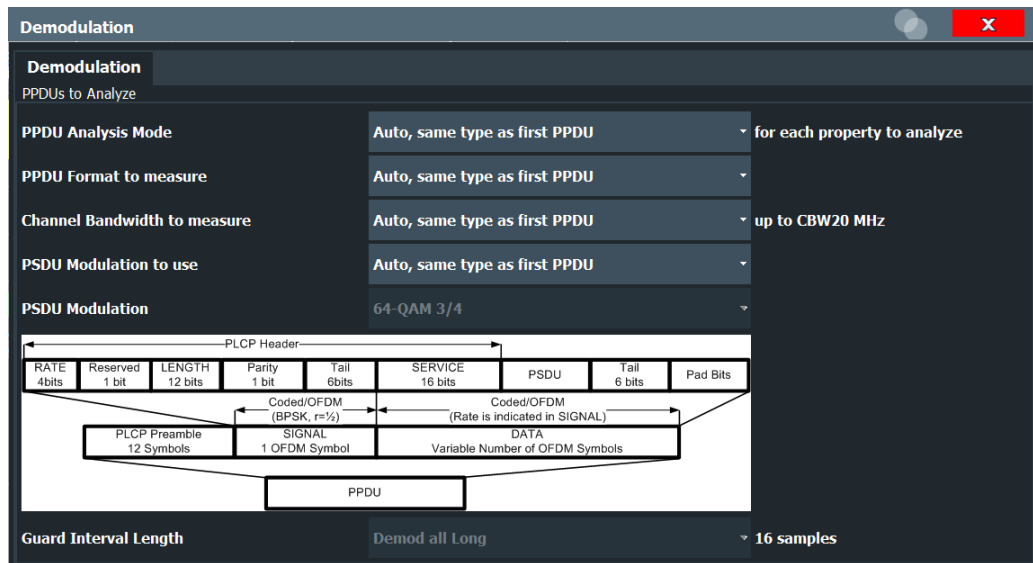 Demodulation
X
Demodulation
PPDUs to Analyze
PPDU Analysis Mode Auto, same type as first PPDU for each property to analyze
PPDU Format to measure Auto, same type as first PPDU
Channel Bandwidth to measure Auto, same type as first PPDU up to CBW20 MHz
PSDU Modulation to use Auto, same type as first PPDU
PSDU Modulation 64-QAM 3/4
PLCP Header
RATE Reserved LENGTH Parity Tail SERVICE PSDU Tail Pad Bits
4bits 1 bit 12 bits 1 bit 6bits 16 bits 6 bits
Coded/OFDM Coded/OFDM
(BPSK, r=½) (Rate is indicated in SIGNAL)
PLCP Preamble SIGNAL DATA
12 Symbols 1 OFDM Symbol Variable Number of OFDM Symbols
PPDU
Guard Interval Length Demod all Long 16 samples